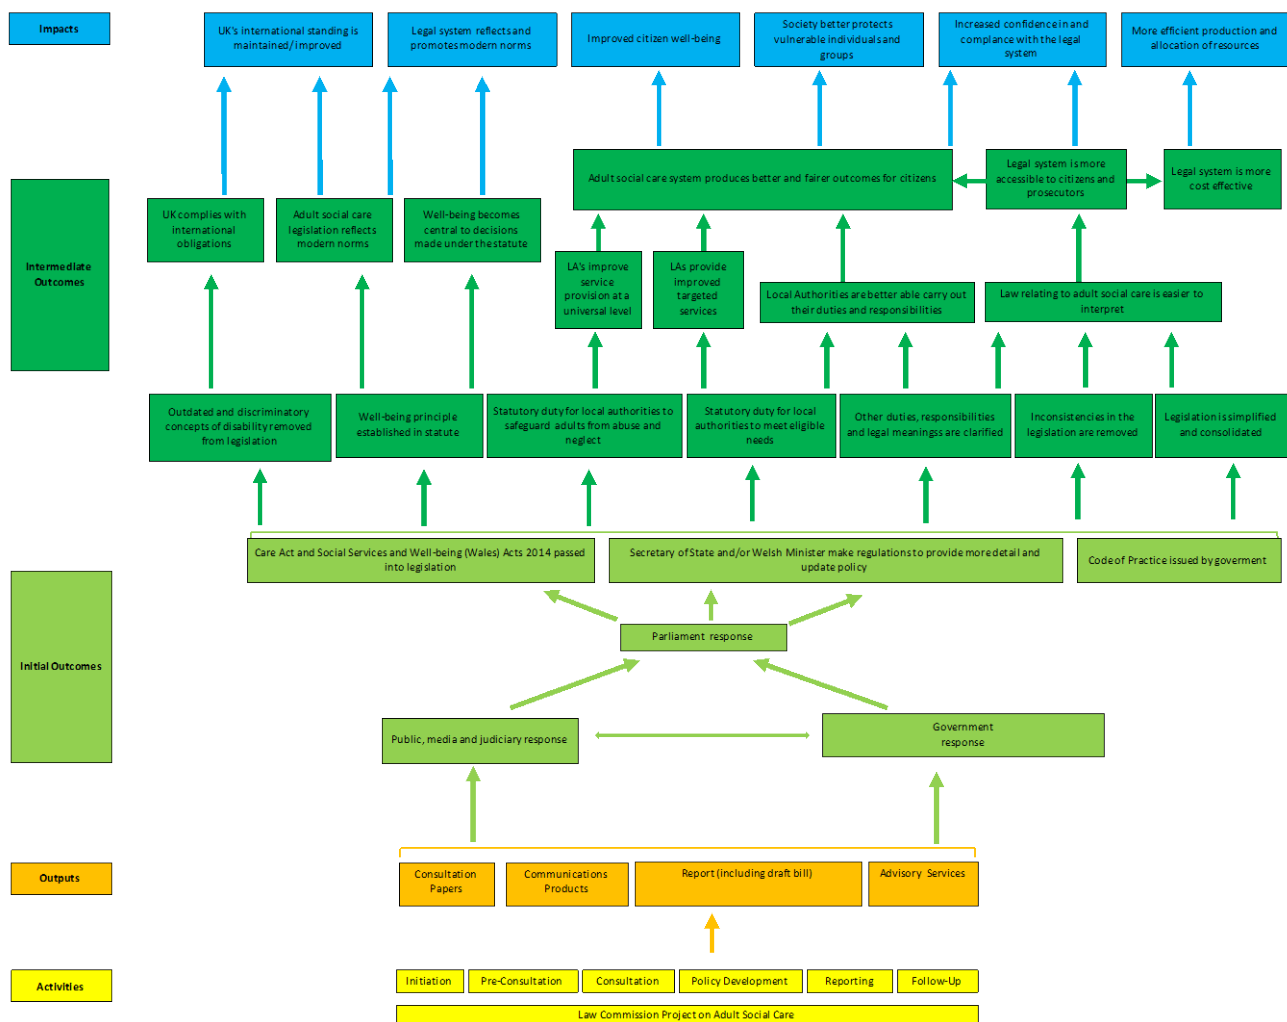 Impacts
UK's international standing is
maintained/improved
Legal system reflects and
promotes modern norms
Improved citizen well-being
Society better protects
vulnerable individuals and
groups
Increased confidence in and
compliance with the legal
system
More efficient production and
allocation of resources
Intermediate
Outcomes
UK complies with
international
obligations
Adult social care
legislation reflects
modern norms
Well-being becomes
central to decisions
made under the statute
Adult social care system produces better and fairer outcomes for citizens
Legal system is more
accessible to citizens and
prosecutors
Legal system is more
cost effective
LA's improve
service
provision at a
universal level
LAs provide
improved
targeted
services
Local Authorities are better able carry out
their duties and responsibilities
Law relating to adult social care is easier to
interpret
Outdated and discriminatory
concepts of disability removed
from legislation
Well-being principle
established in statute
Statutory duty for local authorities to
safeguard adults from abuse and
neglect
Statutory duty for local
authorities to meet eligible
needs
Other duties, responsibilities
and legal meaningss are clarified
Inconsistencies in the
legislation are removed
Legislation is simplified
and consolidated
Initial Outcomes
Care Act and Social Services and Well-being (Wales) Acts 2014 passed
into legislation
Secretary of State and/or Welsh Minister make regulations to provide more detail and
update policy
Code of Practice issued by goverment
Parliament response
Public, media and judiciary response
Government
response
Outputs
Consultation
Papers
Communications
Products
Report (including draft bill)
Advisory Services
Activities
Initiation
Pre-Consultation
Consultation
Policy Development
Reporting
Follow-Up
Law Commission Project on Adult Social Care